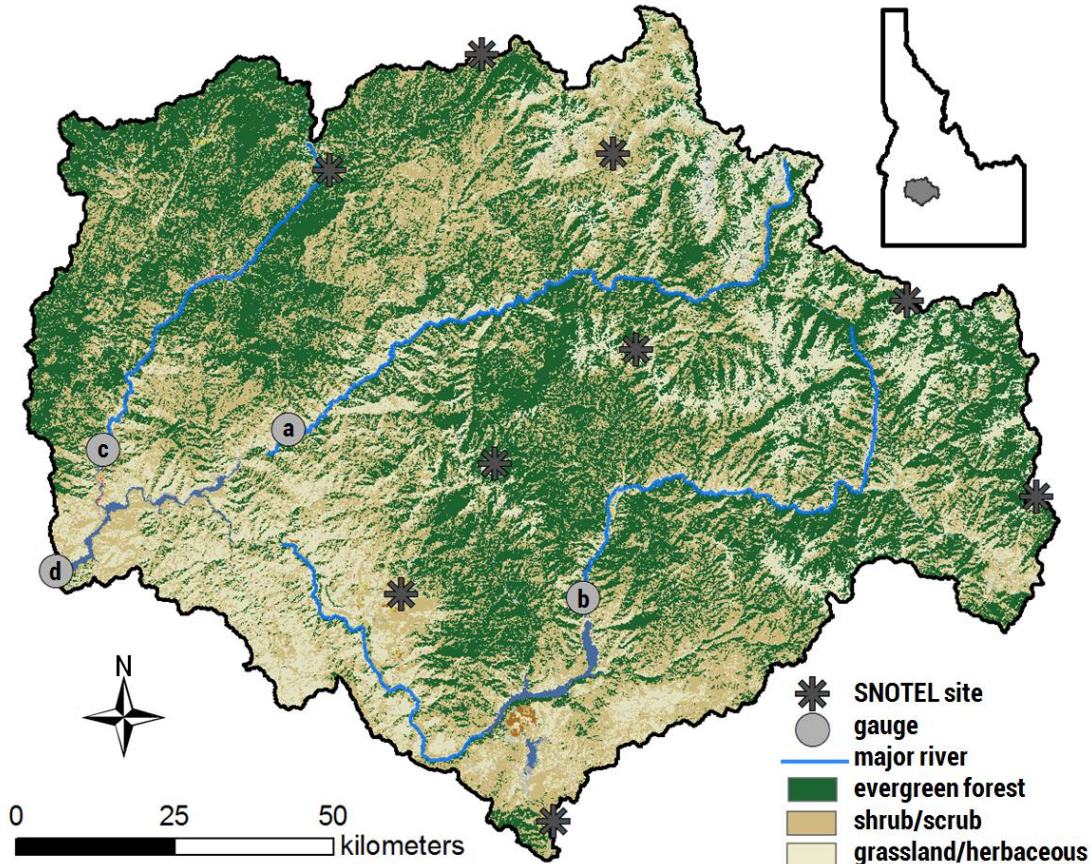 c
a
d
b
N
0 25 50
kilometers
SNOTEL site
gauge
major river
evergreen forest
shrub/scrub
grassland/herbaceous